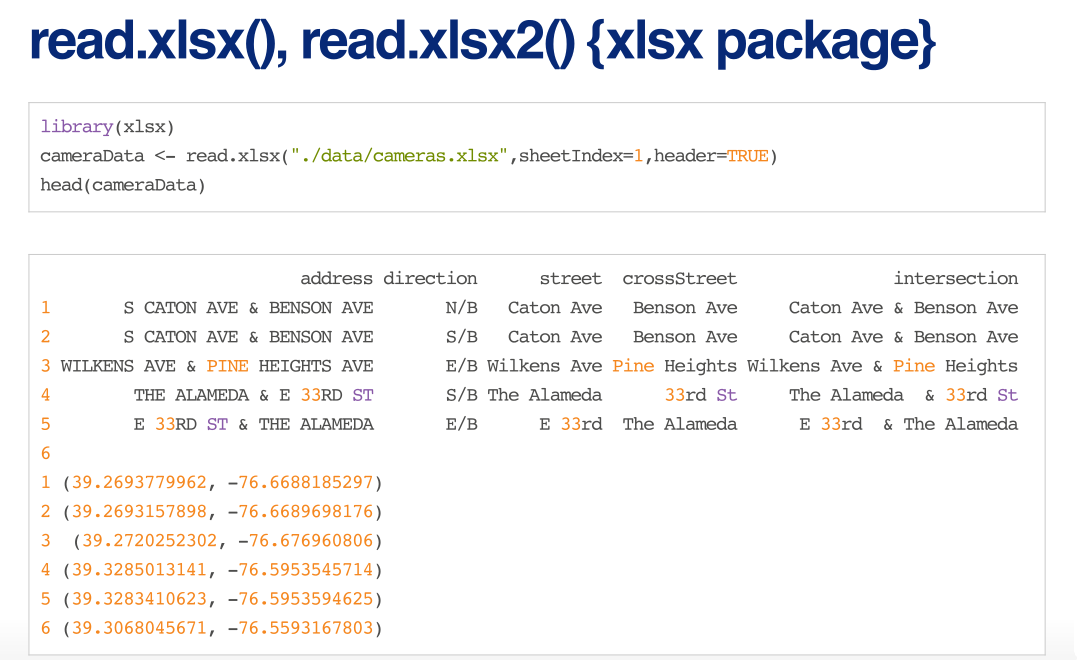 read.xlsx(), read.xlsx2() {xlsx package}
library(xlsx)
cameraData <- read.xlsx("./data/cameras.xlsx",sheetIndex=1,header=TRUE)
head(cameraData)
address direction street crossStreet intersection
1 S CATON AVE & BENSON AVE N/B Caton Ave Benson Ave Caton Ave & Benson Ave
2 S CATON AVE & BENSON AVE S/B Caton Ave Benson Ave Caton Ave & Benson Ave
3 WILKENS AVE & PINE HEIGHTS AVE E/B Wilkens Ave Pine Heights Wilkens Ave & Pine Heights
4 THE ALAMEDA & E 33RD ST S/B The Alameda 33rd St The Alameda & 33rd St
5 E 33RD ST & THE ALAMEDA E/B E 33rd The Alameda E 33rd & The Alameda
6
1 (39.2693779962, -76.6688185297)
2 (39.2693157898, -76.6689698176)
3 (39.2720252302, -76.676960806)
4 (39.3285013141, -76.5953545714)
5 (39.3283410623, -76.5953594625)
6 (39.3068045671, -76.5593167803)